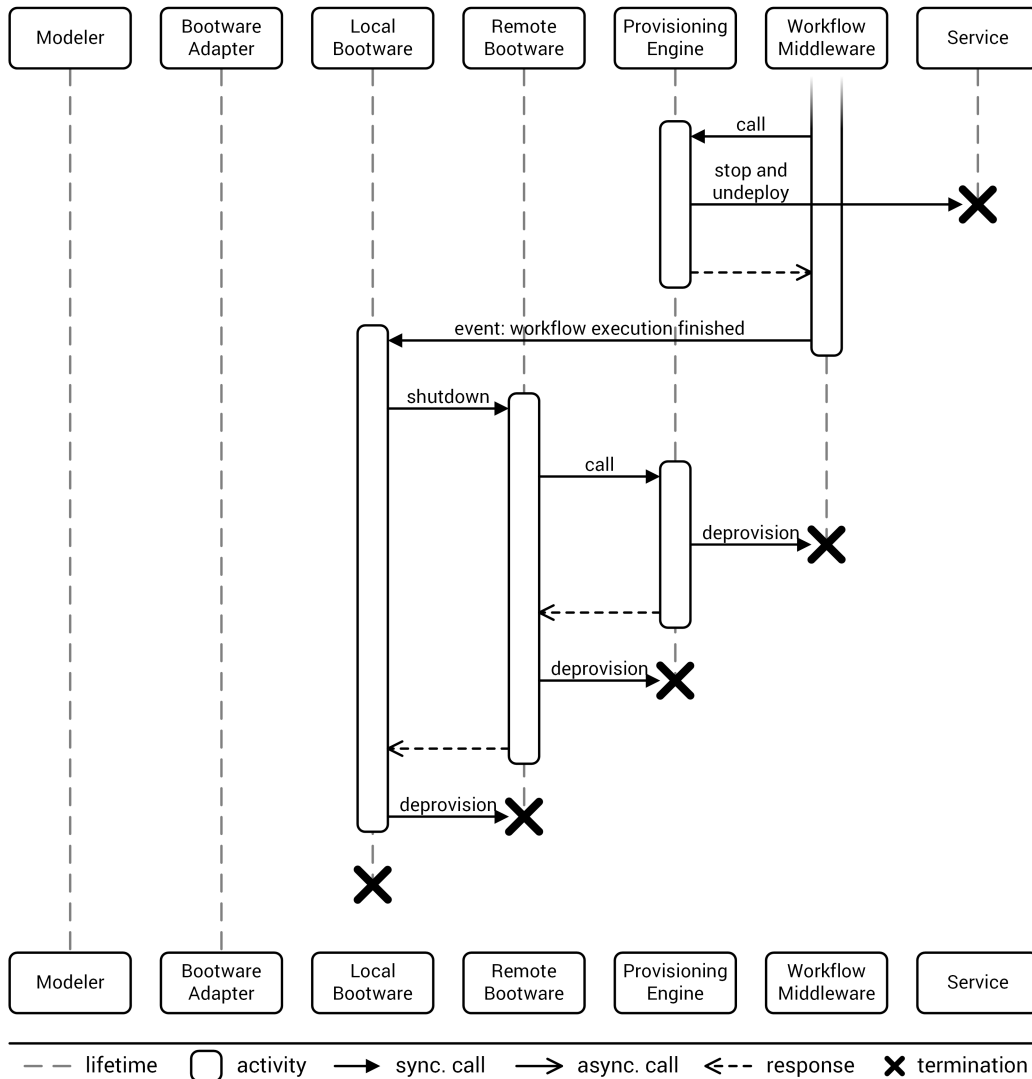 Modeler
Bootware
Adapter
Local
Bootware
Remote
Bootware
Provisioning
Engine
Workflow
Middleware
Service
call
stop and
undeploy
event: workflow execution finished
shutdown
call
deprovision
deprovision
deprovision
Modeler
Bootware
Adapter
Local
Bootware
Remote
Bootware
Provisioning
Engine
Workflow
Middleware
Service
lifetime
activity
sync. call
async. call
response
termination